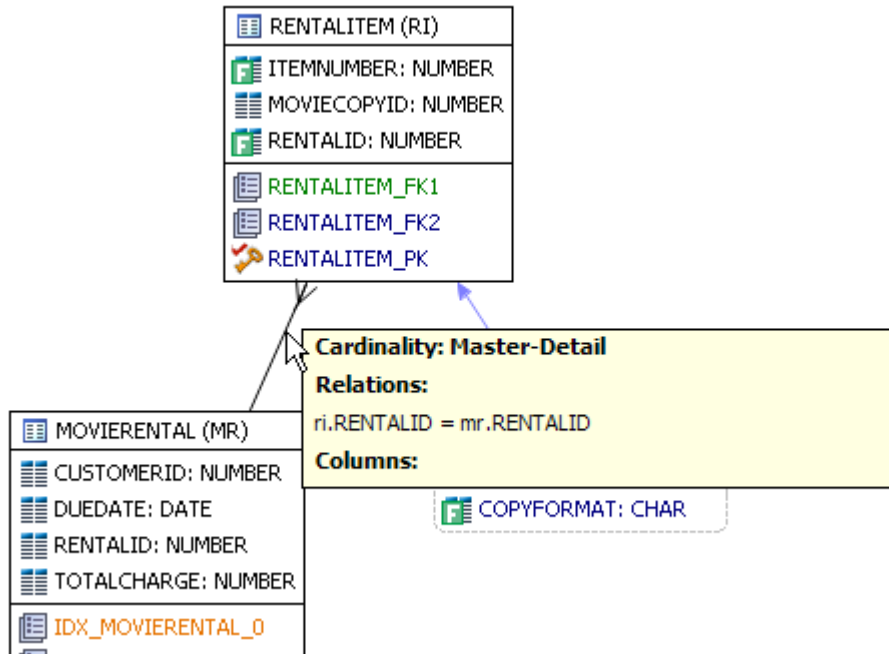 RENTALITEM (RI)
ITEMNUMBER: NUMBER
MOVIECOPYID: NUMBER
RENTALID: NUMBER
RENTALITEM_FK1
RENTALITEM_FK2
RENTALITEM_PK
Cardinality: Master-Detail
Relations:
ri.RENTALID = mr.RENTALID
Columns:
MOVIERENTAL (MR)
CUSTOMERID: NUMBER
DUEDATE: DATE
RENTALID: NUMBER
TOTALCHARGE: NUMBER
IDX_MOVIERENTAL_0
COPYFORMAT: CHAR